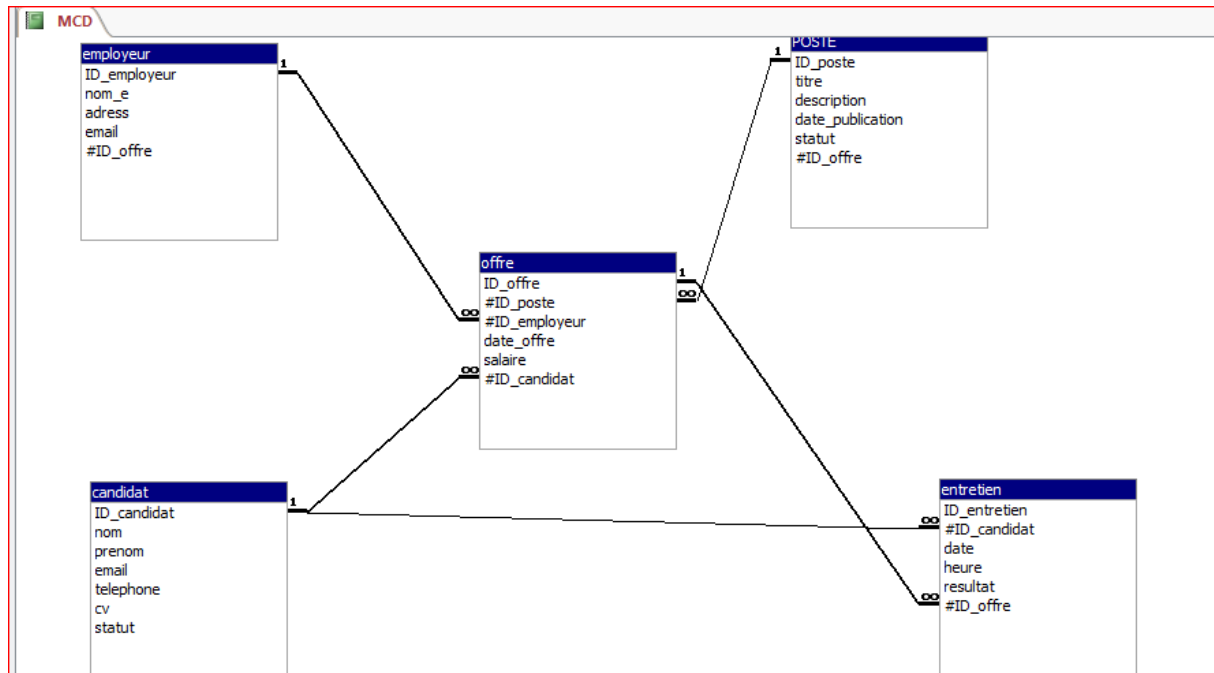 MCD
employeur
ID_employeur
nom_e
adress
email
#ID_offre
1
POSTE
ID_poste
titre
description
date_publication
statut
#ID_offre
1
offre
ID_offre
#ID_poste
#ID_employeur
date_offre
salaire
#ID_candidat
1
∞
∞
∞
candidat
ID_candidat
nom
prenom
email
telephone
cv
statut
1
entretien
ID_entretien
#ID_candidat
date
heure
resultat
#ID_offre
∞
∞